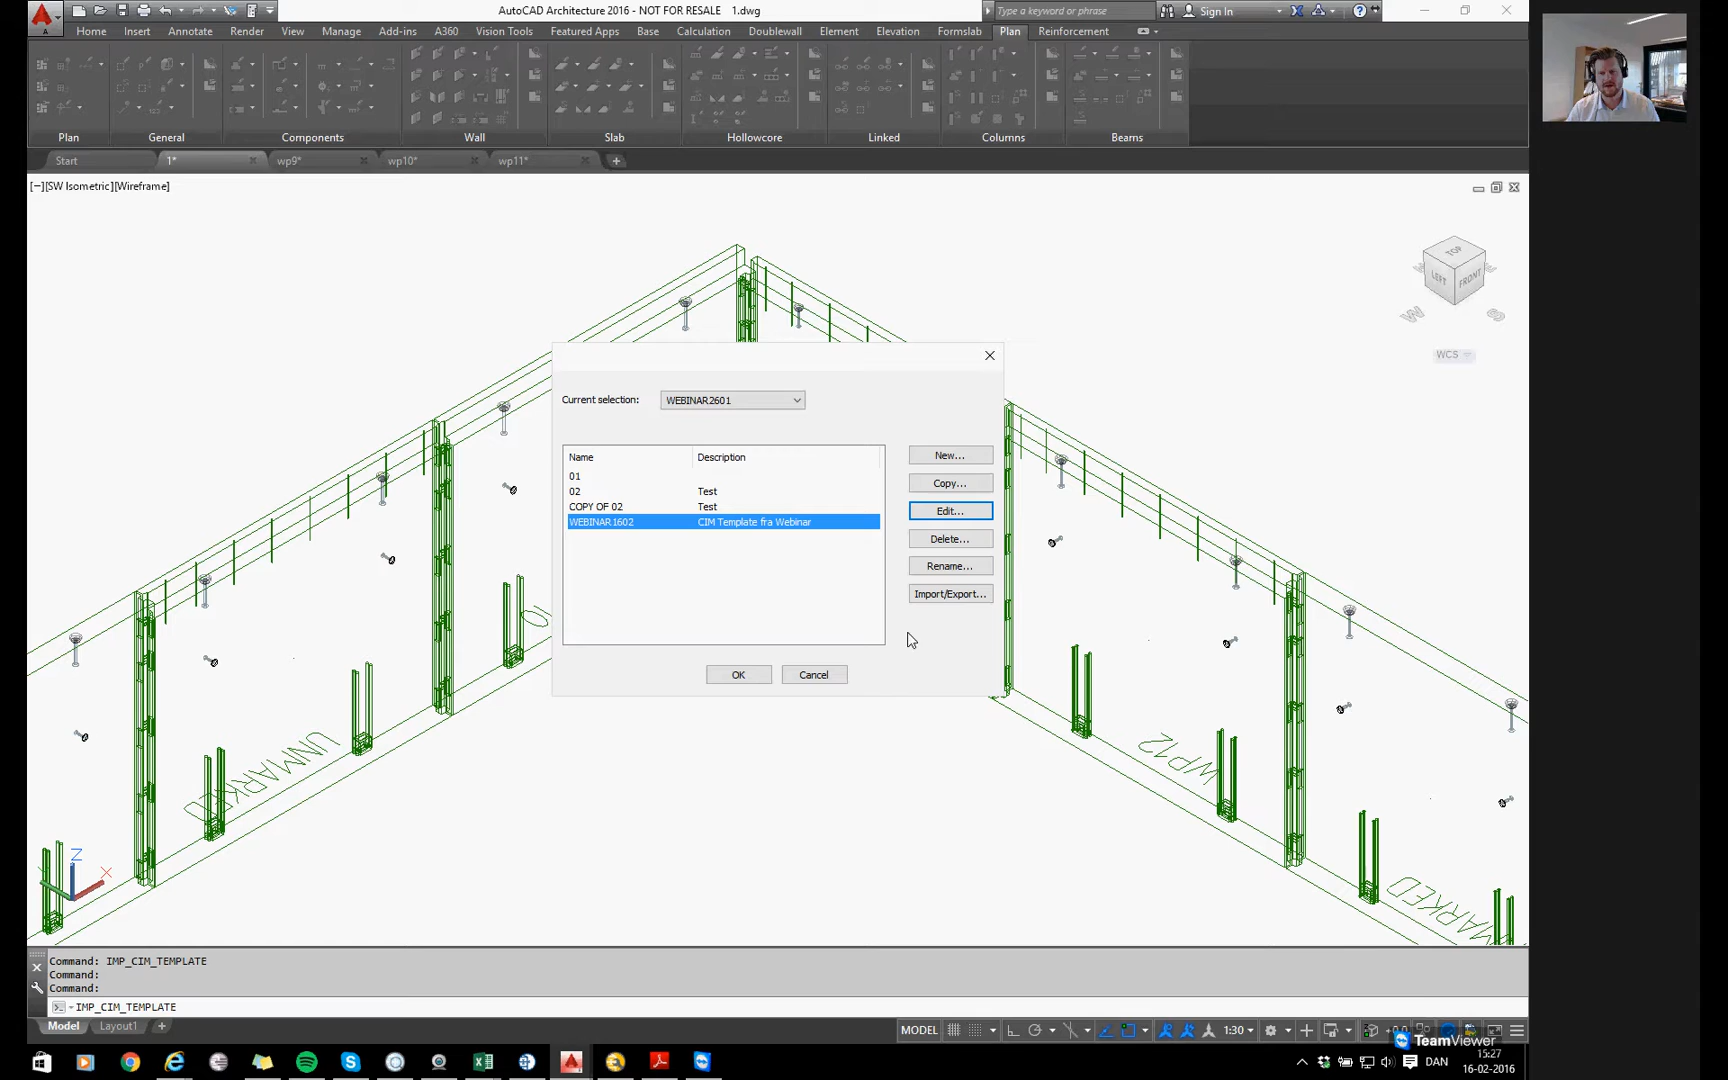 AutoCAD Architecture 2016 - NOT FOR RESALE 1.dwg
Type a keyword or phrase
Sign In
Home Insert Annotate Render View Manage Add-ins A360 Vision Tools Featured Apps Base Calculation Doublewall Element Elevation Formslab Plan Reinforcement
Plan General Components Wall Slab Hollowcore Linked Columns Beams
Start 1* wp9* wp10* wp11*
[−][SW Isometric][Wireframe]
TOP
LEFT FRONT
W S
WCS
Current selection: WEBINAR2601
Name Description
01
02 Test
COPY OF 02 Test
WEBINAR1602 CIM Template fra Webinar
New...
Copy...
Edit...
Delete...
Rename...
Import/Export...
OK Cancel
UNMARKED
WP12
Z
X
Command: IMP_CIM_TEMPLATE
Command:
Command:
IMP_CIM_TEMPLATE
Model Layout1
MODEL 1:30
TeamViewer
DAN
15:27
16-02-2016